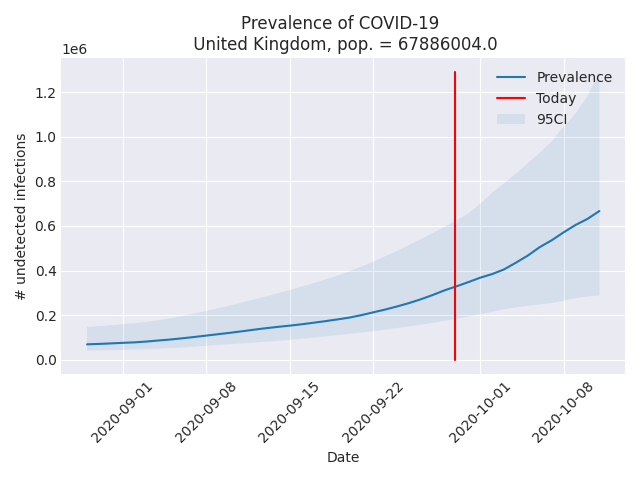 Prevalence of COVID-19
United Kingdom, pop. = 67886004.0
1e6
Prevalence
Today
95CI
1.2
1.0
0.8
0.6
0.4
0.2
0.0
# undetected infections
2020-09-01
2020-09-08
2020-09-15
2020-09-22
2020-10-01
2020-10-08
Date